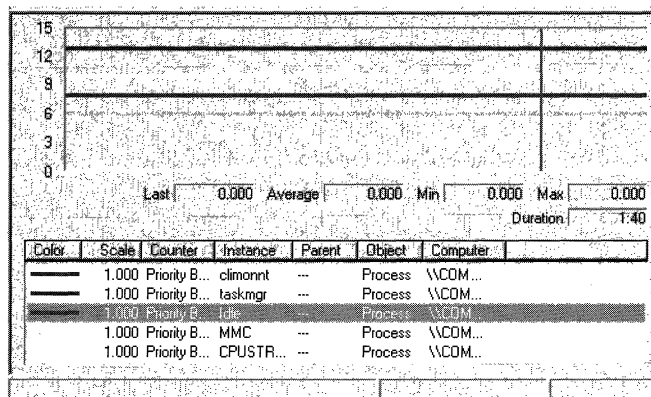 15
12
9
6
3
0
Last 0.000 Average 0.000 Min 0.000 Max 0.000
Duration 1:40
Color Scale Counter Instance Parent Object Computer
1.000 Priority B... climonnt --- Process \\COM...
1.000 Priority B... taskmgr --- Process \\COM...
1.000 Priority B... Idle --- Process \\COM...
1.000 Priority B... MMC --- Process \\COM...
1.000 Priority B... CPUSTR... --- Process \\COM...